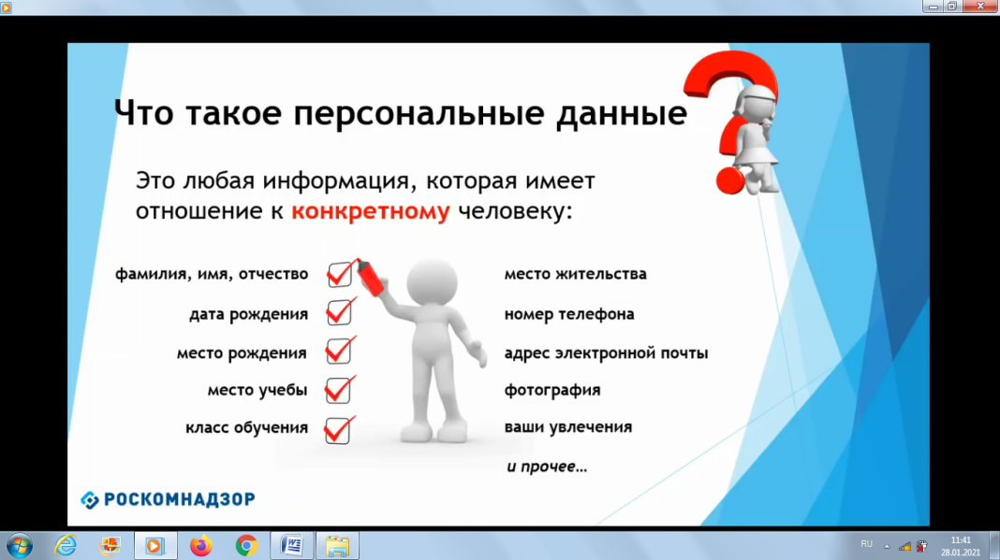 Что такое персональные данные
Это любая информация, которая имеет
отношение к конкретному человеку:
фамилия, имя, отчество
дата рождения
место рождения
место учебы
класс обучения
место жительства
номер телефона
адрес электронной почты
фотография
ваши увлечения
и прочее...
РОСКОМНАДЗОР
RU
11:41
28.01.2021